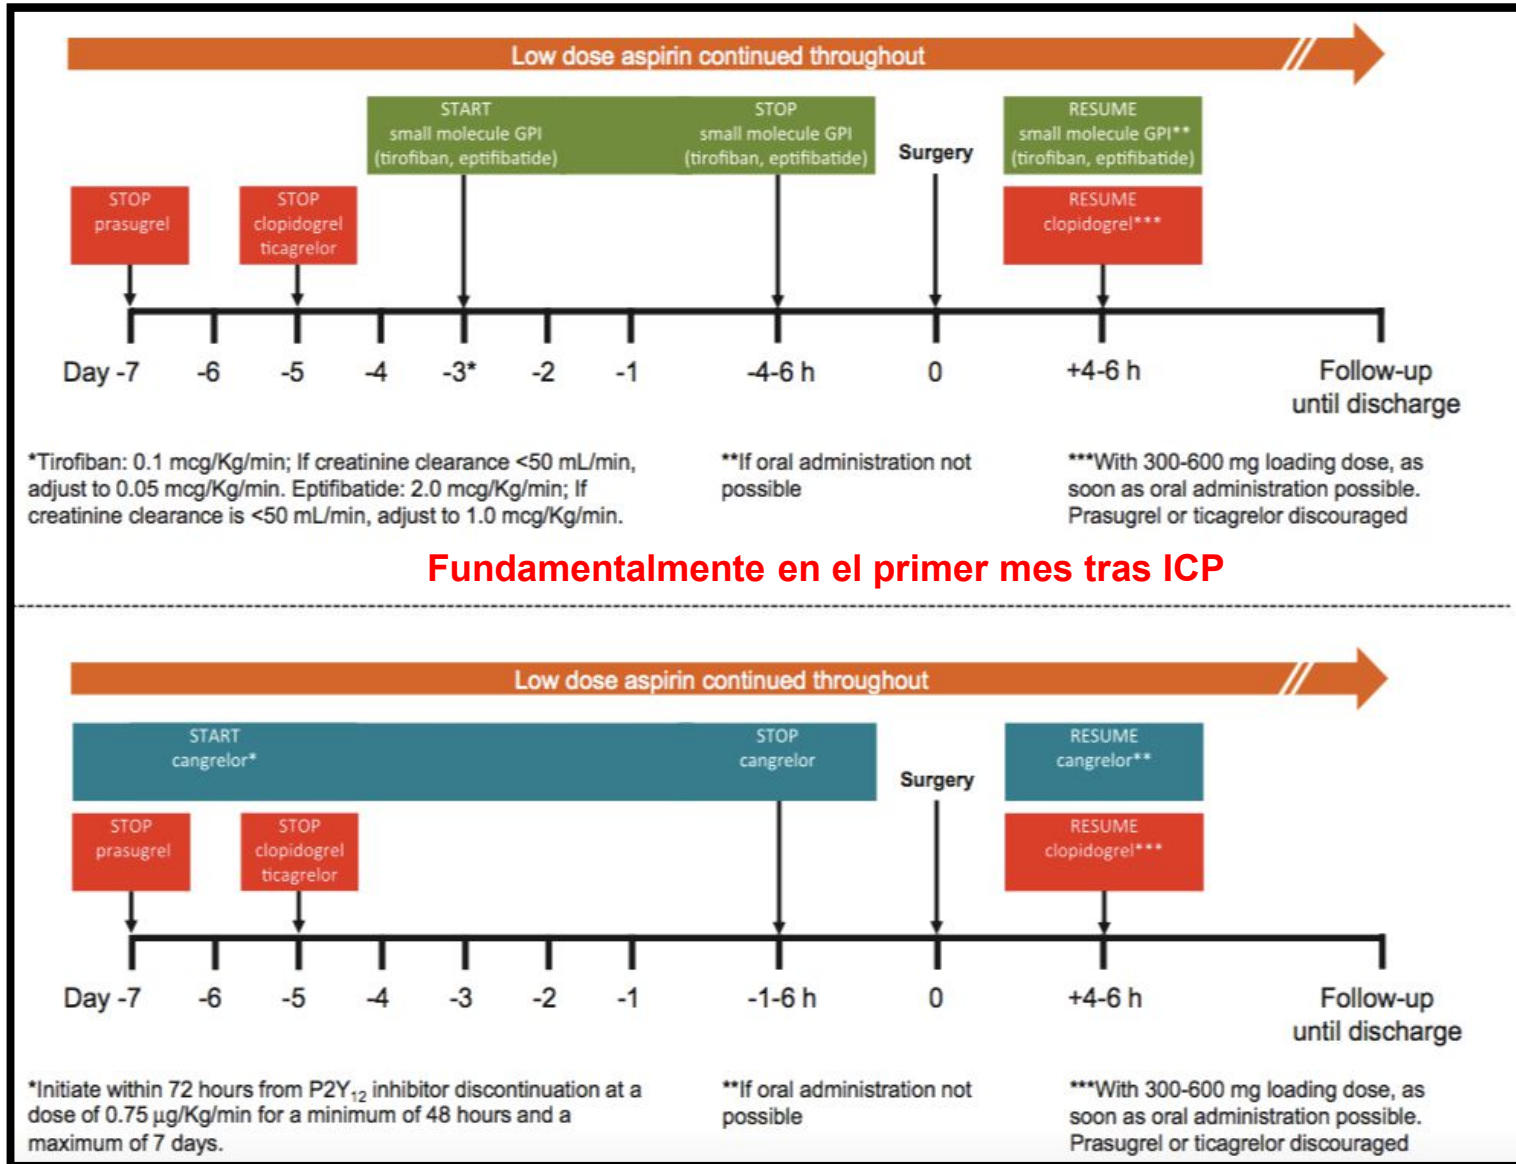 Low dose aspirin continued throughout
START
small molecule GPI
(tirofiban, eptifibatide)
STOP
small molecule GPI
(tirofiban, eptifibatide)
Surgery
RESUME
small molecule GPI**
(tirofiban, eptifibatide)
STOP
prasugrel
STOP
clopidogrel
ticagrelor
RESUME
clopidogrel***
Day -7 -6 -5 -4 -3* -2 -1 -4-6 h 0 +4-6 h Follow-up
until discharge
*Tirofiban: 0.1 mcg/Kg/min; If creatinine clearance <50 mL/min,
adjust to 0.05 mcg/Kg/min. Eptifibatide: 2.0 mcg/Kg/min; If
creatinine clearance is <50 mL/min, adjust to 1.0 mcg/Kg/min.
**If oral administration not
possible
***With 300-600 mg loading dose, as
soon as oral administration possible.
Prasugrel or ticagrelor discouraged
Fundamentalmente en el primer mes tras ICP
Low dose aspirin continued throughout
START
cangrelor*
STOP
cangrelor
Surgery
RESUME
cangrelor**
STOP
prasugrel
STOP
clopidogrel
ticagrelor
RESUME
clopidogrel***
Day -7 -6 -5 -4 -3 -2 -1 -1-6 h 0 +4-6 h Follow-up
until discharge
*Initiate within 72 hours from P2Y₁₂ inhibitor discontinuation at a
dose of 0.75 µg/Kg/min for a minimum of 48 hours and a
maximum of 7 days.
**If oral administration not
possible
***With 300-600 mg loading dose, as
soon as oral administration possible.
Prasugrel or ticagrelor discouraged